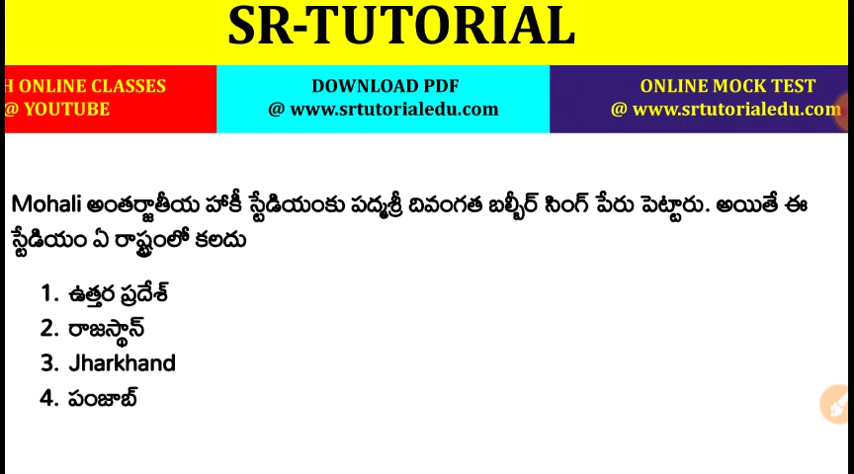 SR-TUTORIAL
H ONLINE CLASSES
@ YOUTUBE
DOWNLOAD PDF
@ www.srtutorialedu.com
ONLINE MOCK TEST
@ www.srtutorialedu.com
Mohali అంతర్జాతీయ హాకీ స్టేడియంకు పద్మశ్రీ దివంగత బల్బీర్ సింగ్ పేరు పెట్టారు. అయితే ఈ
స్టేడియం ఏ రాష్ట్రంలో కలదు
1. ఉత్తర ప్రదేశ్
2. రాజస్థాన్
3. Jharkhand
4. పంజాబ్